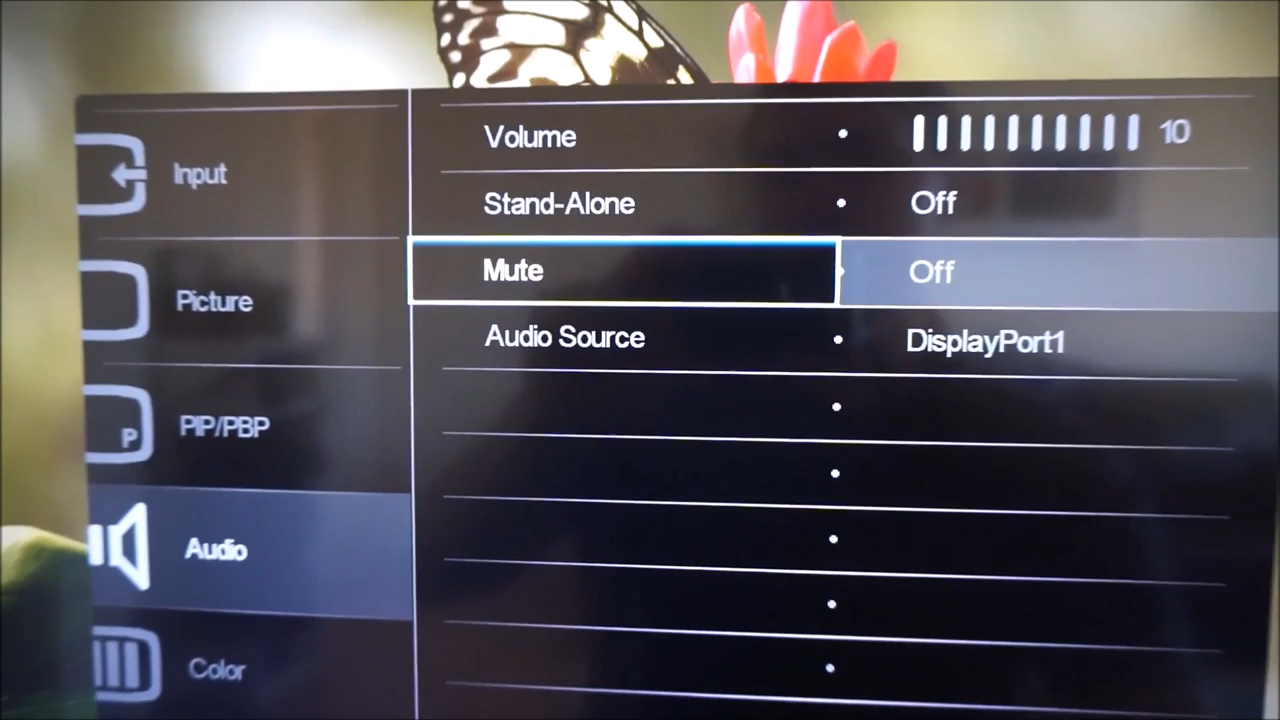 Input
Picture
P
PIP/PBP
Audio
Color
Volume 10
Stand-Alone Off
Mute Off
Audio Source DisplayPort1